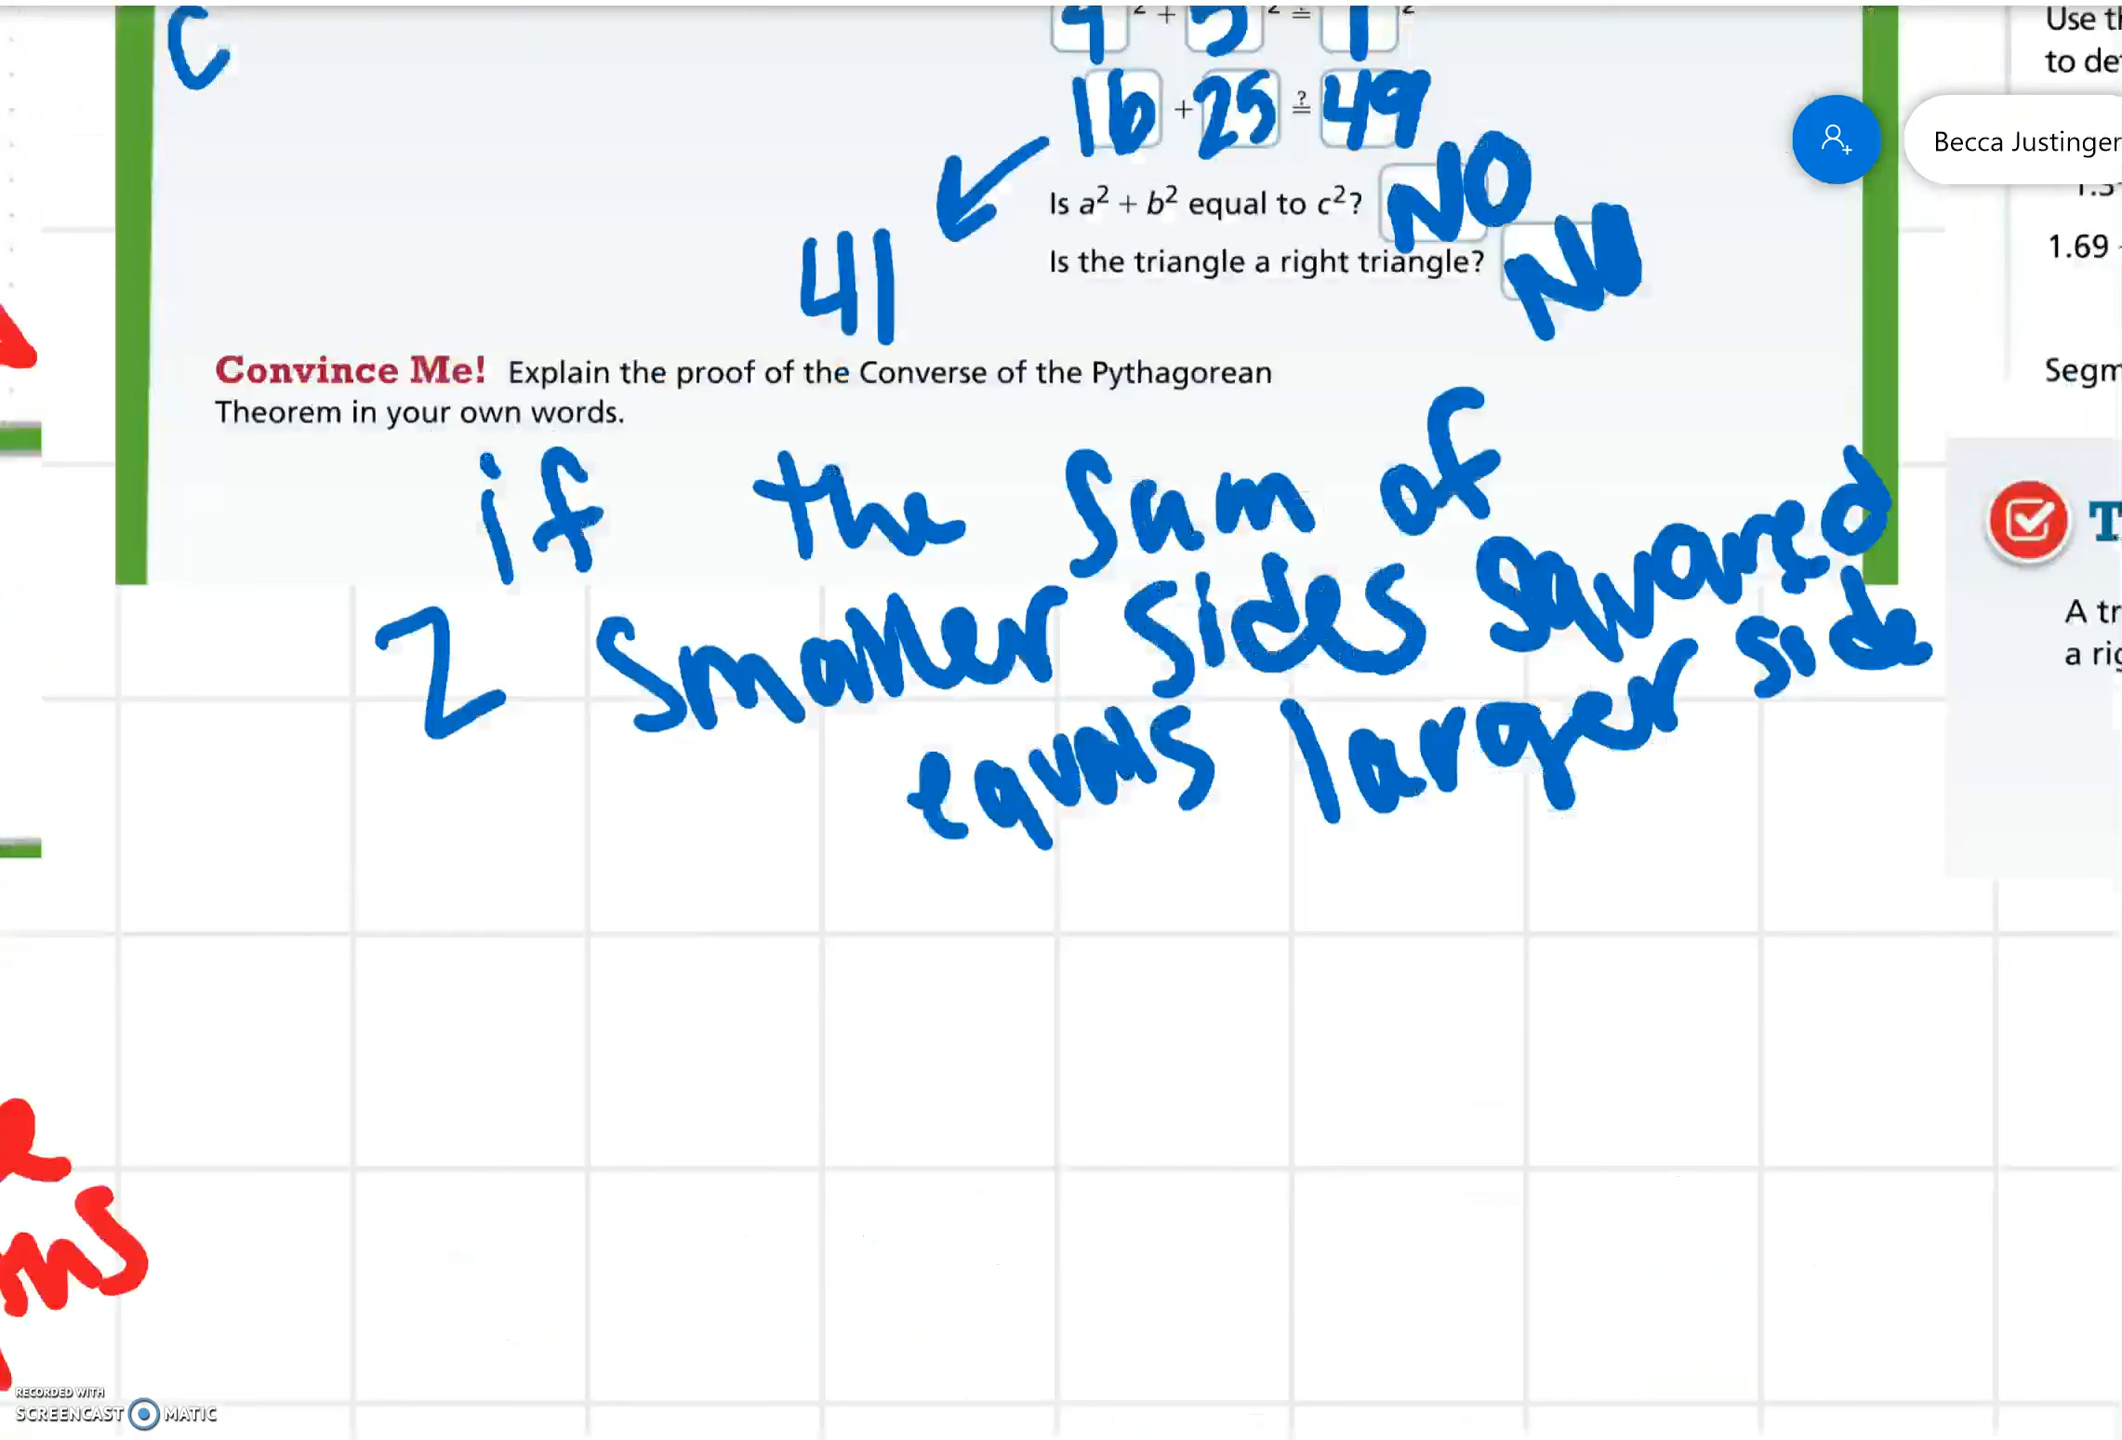 C
4² + 5² ≟ 7²
16 + 25 ≟ 49
Is a² + b² equal to c²? NO
Is the triangle a right triangle? NO
41
Convince Me! Explain the proof of the Converse of the Pythagorean
Theorem in your own words.
if the sum of
2 smaller sides squared
equals larger side
Use th
to de
Becca Justinger
1.69
Segm
T
A tr
a rig
RECORDED WITH
SCREENCAST MATIC